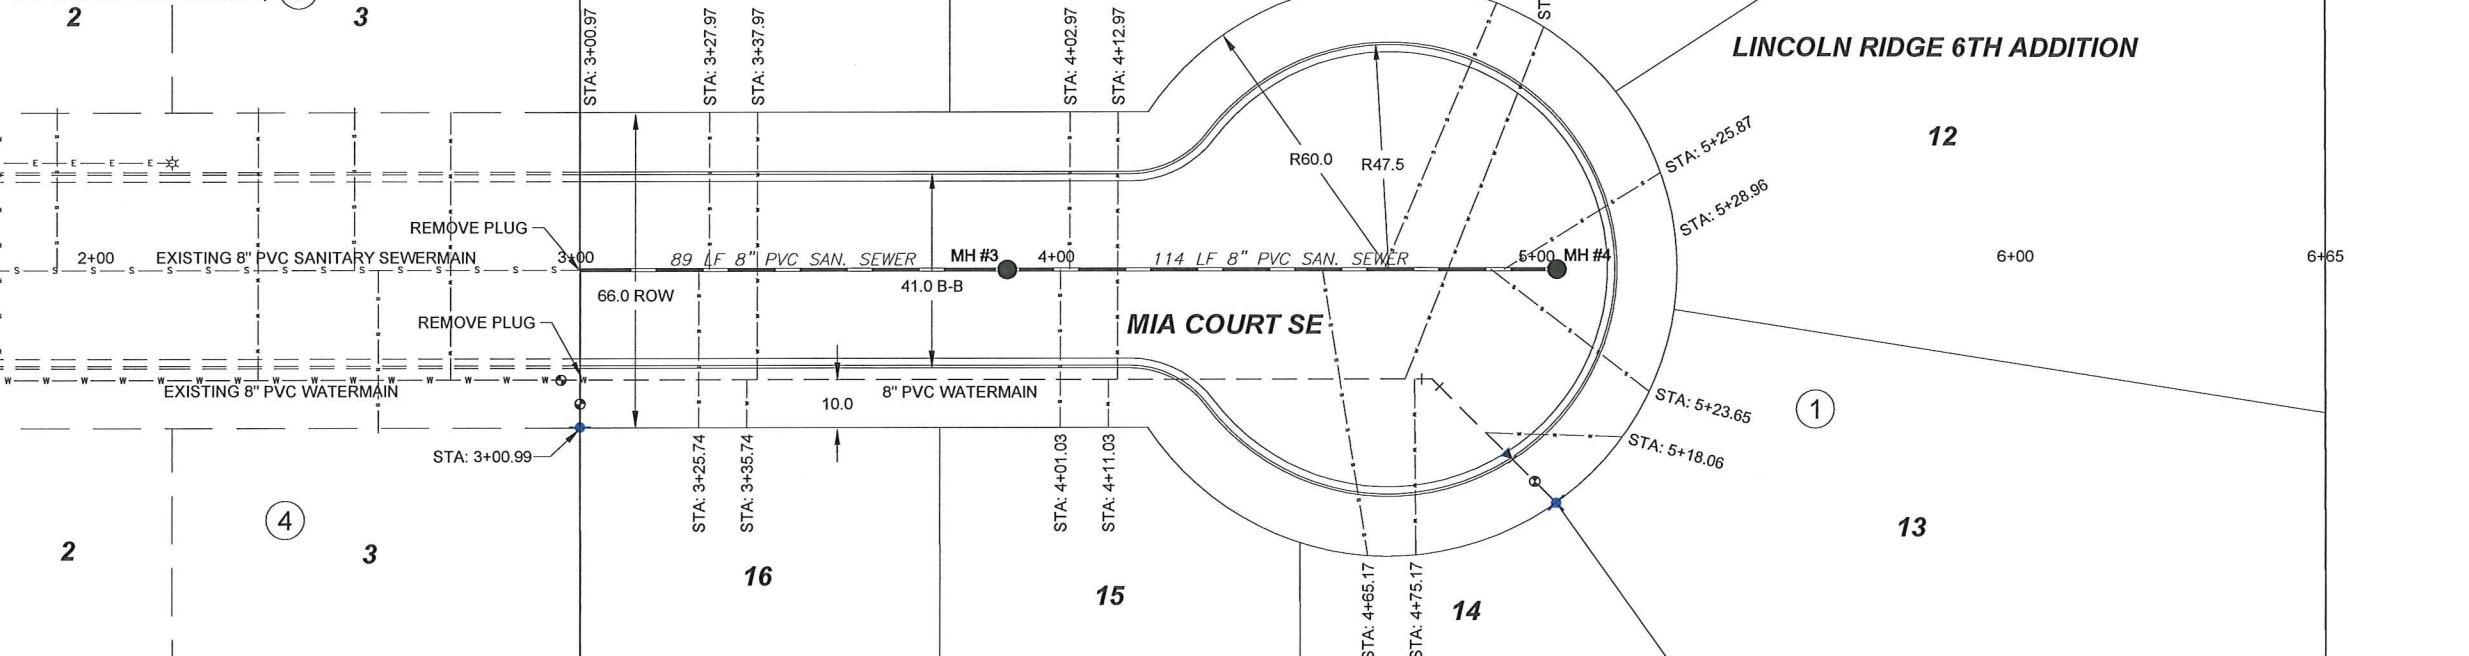 2
3
STA: 3+00.97
STA: 3+27.97
STA: 3+37.97
STA: 4+02.97
STA: 4+12.97
ST
LINCOLN RIDGE 6TH ADDITION
STA: 5+25.87
12
R60.0
R47.5
E E E E
STA: 5+28.96
REMOVE PLUG
2+00
EXISTING 8" PVC SANITARY SEWERMAIN
3+00
89 LF 8" PVC SAN. SEWER
MH #3
4+00
114 LF 8" PVC SAN. SEWER
5+00
MH #4
6+00
6+65
66.0 ROW
41.0 B-B
REMOVE PLUG
MIA COURT SE
EXISTING 8" PVC WATERMAIN
10.0
8" PVC WATERMAIN
STA: 5+23.65
1
STA: 5+18.06
STA: 3+00.99
STA: 3+25.74
STA: 3+35.74
STA: 4+01.03
STA: 4+11.03
4
2
3
16
15
STA: 4+65.17
STA: 4+75.17
14
13